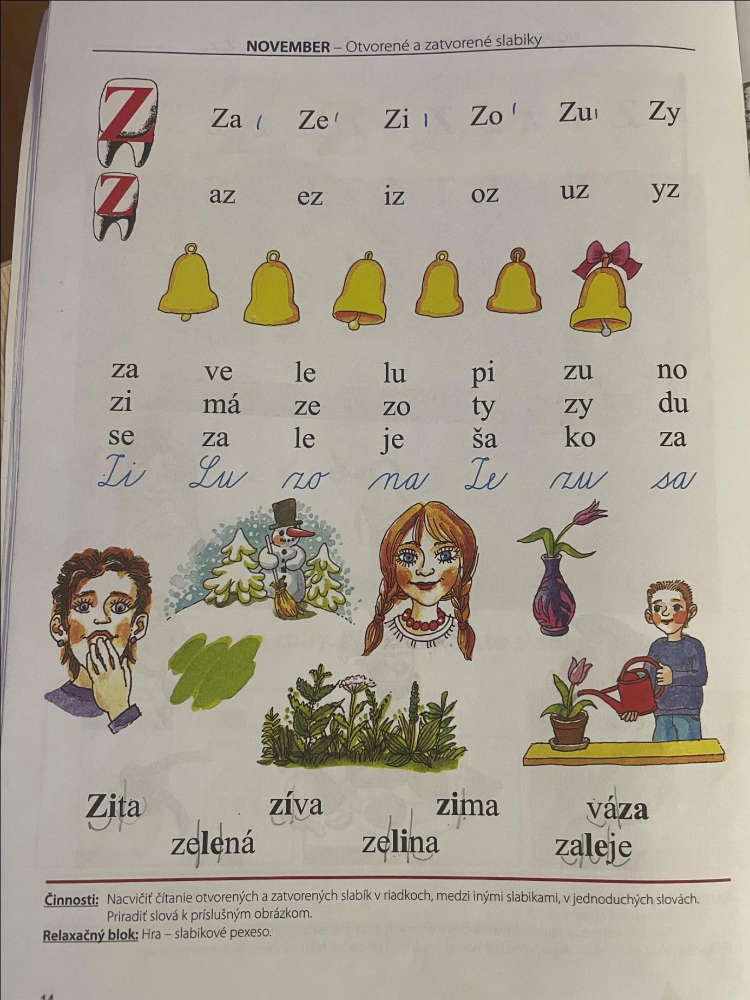 NOVEMBER – Otvorené a zatvorené slabiky
Z Za Ze Zi Zo Zu Zy
z az ez iz oz uz yz
za ve le lu pi zu no
zi má ze zo ty zy du
se za le je ša ko za
Zi Lu zo na Ze zu sa
Zita zíva zima váza
zelená zelina zaleje
Činnosti: Nacvičiť čítanie otvorených a zatvorených slabík v riadkoch, medzi inými slabikami, v jednoduchých slovách.
Priradiť slová k príslušným obrázkom.
Relaxačný blok: Hra – slabikové pexeso.